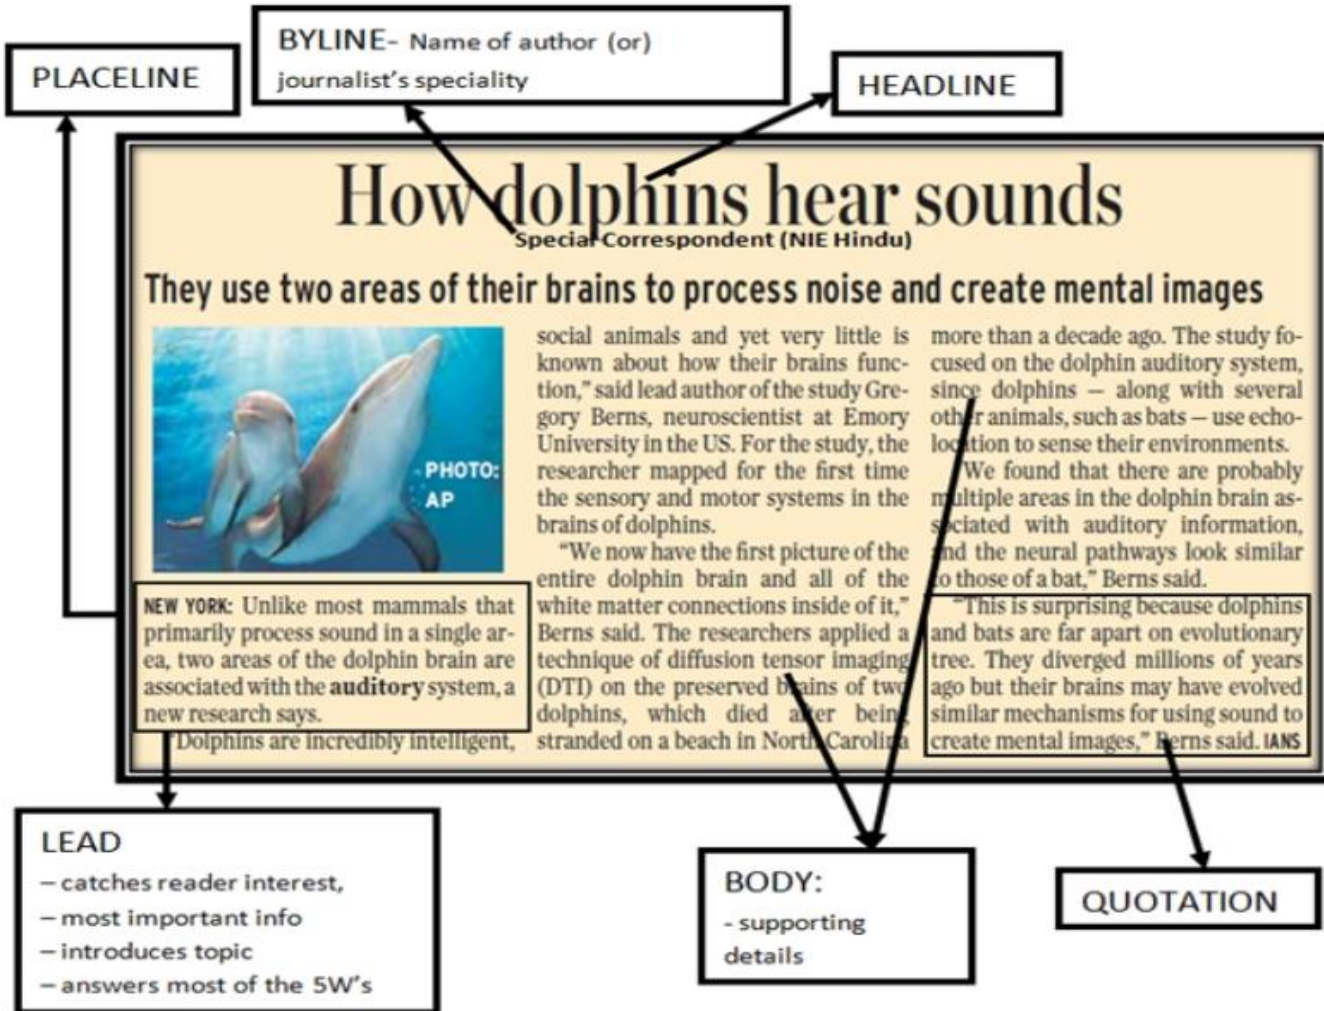 PLACELINE
BYLINE- Name of author (or)
journalist's speciality
HEADLINE
How dolphins hear sounds
Special Correspondent (NIE Hindu)
They use two areas of their brains to process noise and create mental images
PHOTO:
AP
NEW YORK: Unlike most mammals that
primarily process sound in a single ar-
ea, two areas of the dolphin brain are
associated with the auditory system, a
new research says.
"Dolphins are incredibly intelligent,
social animals and yet very little is
known about how their brains func-
tion," said lead author of the study Gre-
gory Berns, neuroscientist at Emory
University in the US. For the study, the
researcher mapped for the first time
the sensory and motor systems in the
brains of dolphins.
"We now have the first picture of the
entire dolphin brain and all of the
white matter connections inside of it,"
Berns said. The researchers applied a
technique of diffusion tensor imaging
(DTI) on the preserved brains of two
dolphins, which died after being
stranded on a beach in North Carolina
more than a decade ago. The study fo-
cused on the dolphin auditory system,
since dolphins — along with several
other animals, such as bats — use echo-
location to sense their environments.
"We found that there are probably
multiple areas in the dolphin brain as-
sociated with auditory information,
and the neural pathways look similar
to those of a bat," Berns said.
"This is surprising because dolphins
and bats are far apart on evolutionary
tree. They diverged millions of years
ago but their brains may have evolved
similar mechanisms for using sound to
create mental images," Berns said. IANS
LEAD
– catches reader interest,
– most important info
– introduces topic
– answers most of the 5W's
BODY:
- supporting
details
QUOTATION